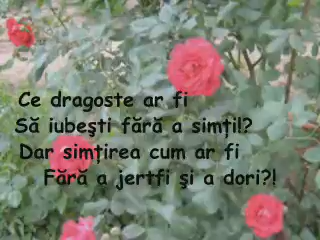 Ce dragoste ar fi
Să iubeşti fără a simţi!?
Dar simţirea cum ar fi
Fără a jertfi şi a dori?!